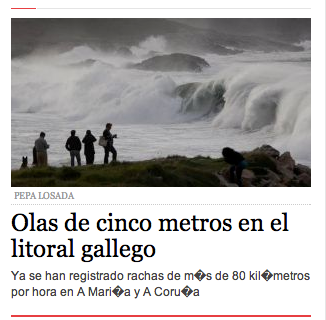 PEPA LOSADA
Olas de cinco metros en el
litoral gallego
Ya se han registrado rachas de m�s de 80 kil�metros
por hora en A Mari�a y A Coru�a